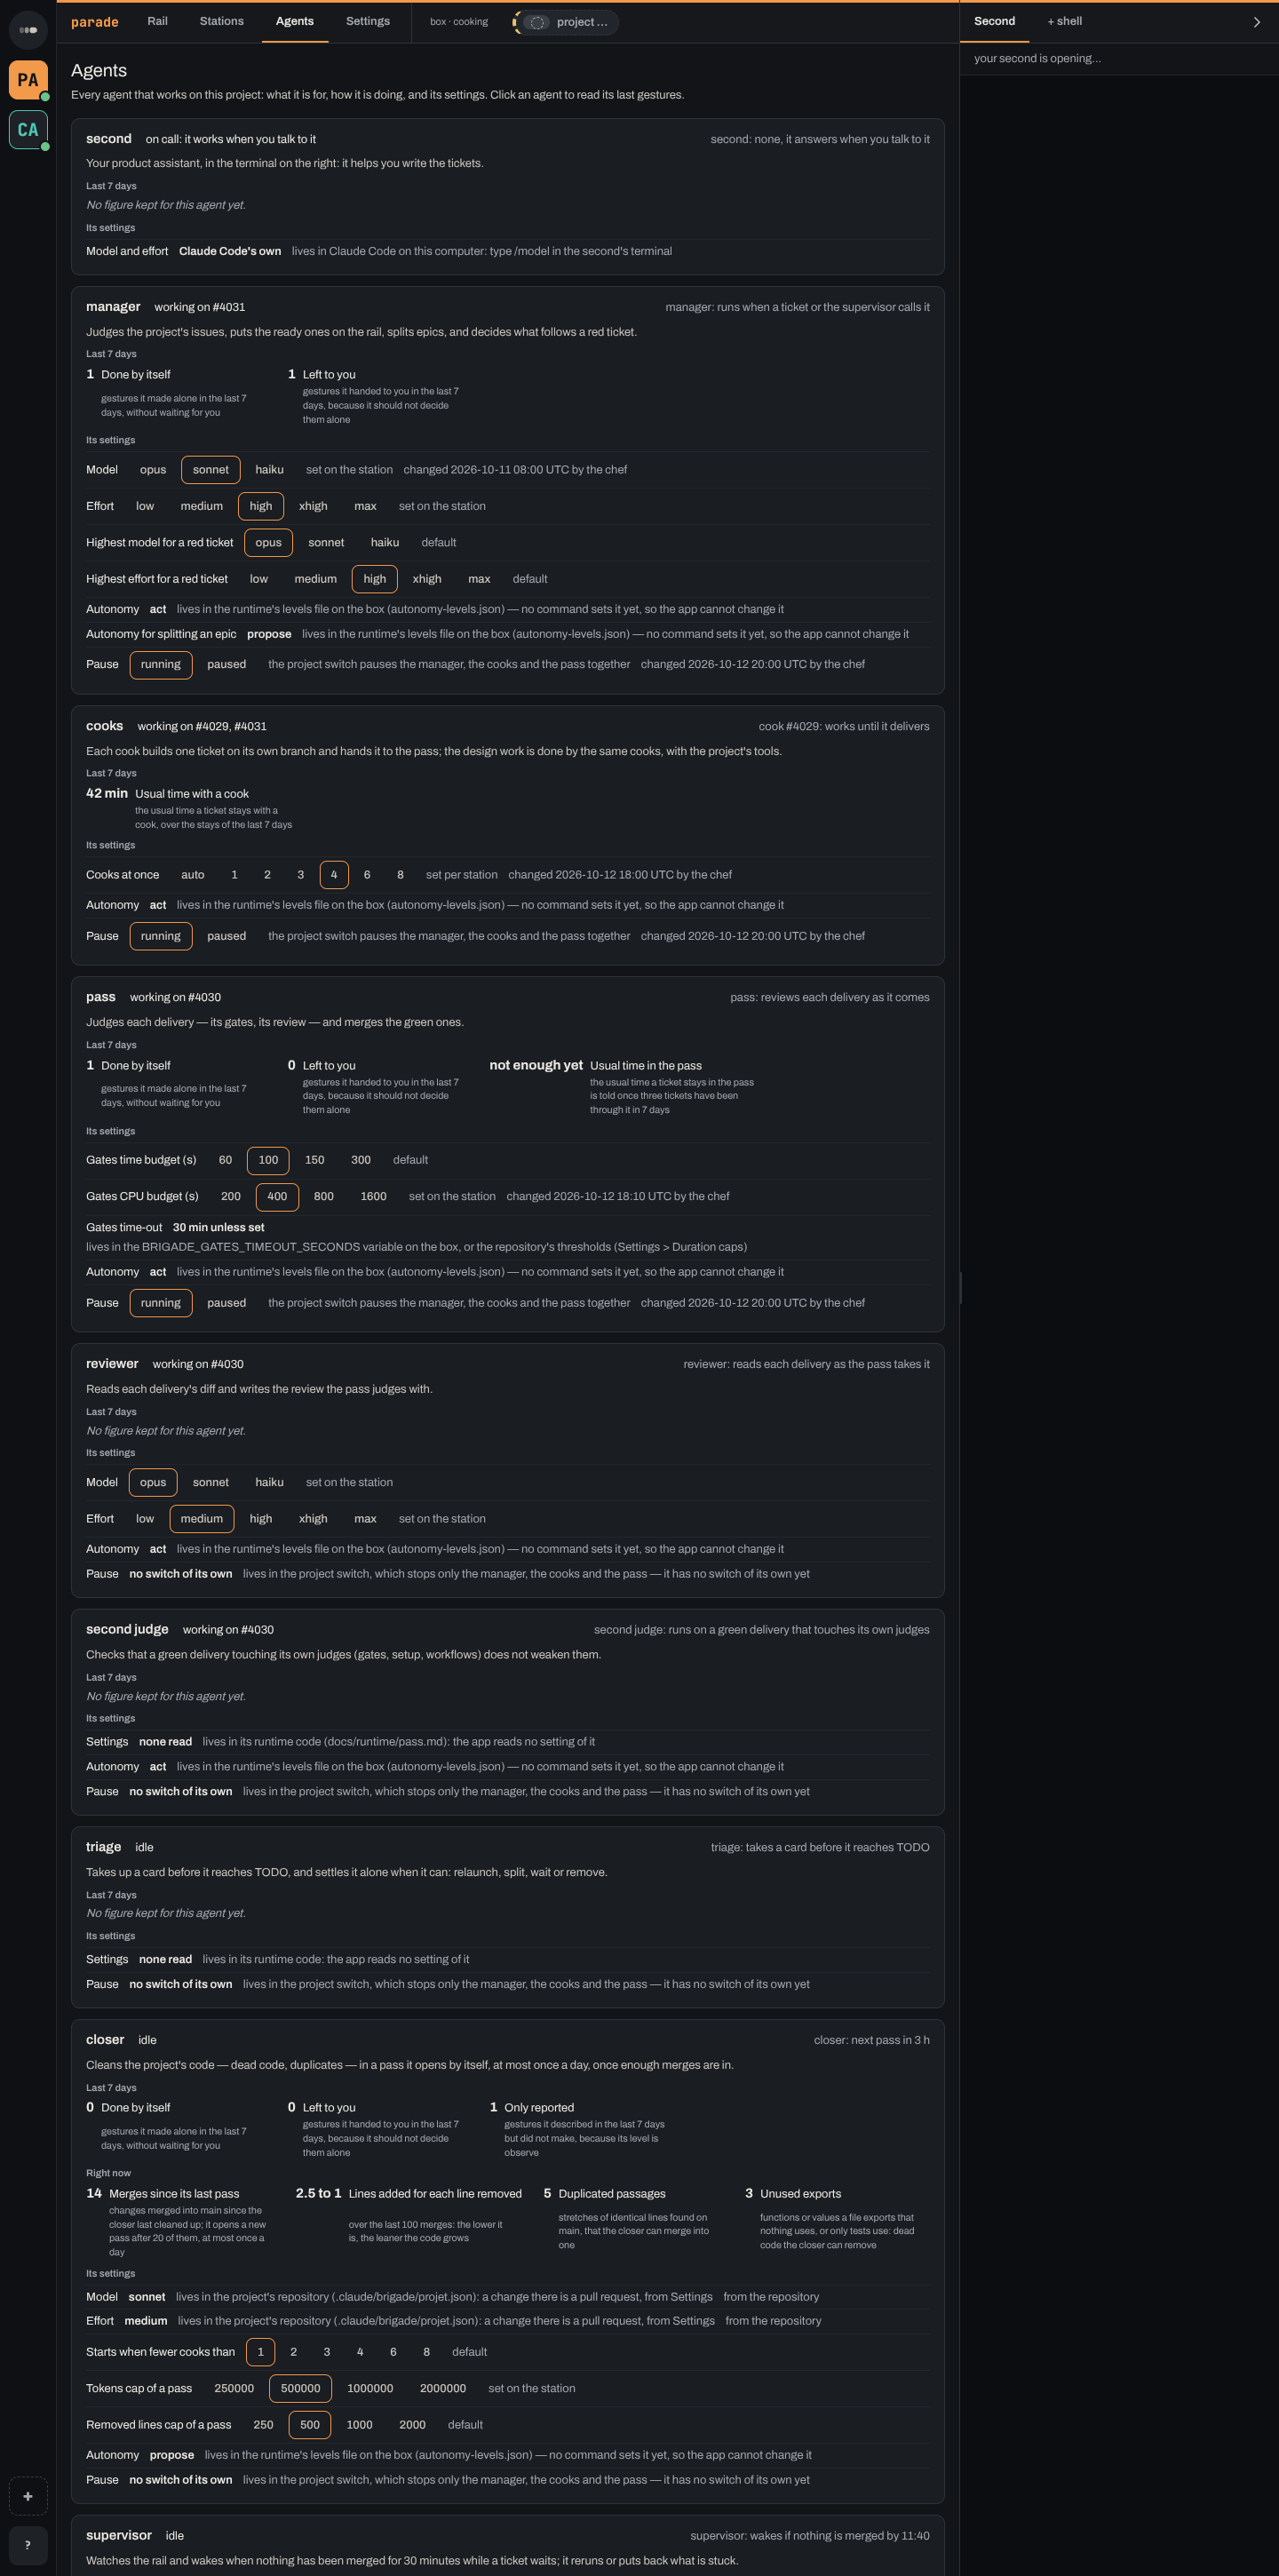 parade Rail Stations Agents Settings box · cooking project ... Second + shell
PA
CA
your second is opening...
Agents
Every agent that works on this project: what it is for, how it is doing, and its settings. Click an agent to read its last gestures.
second on call: it works when you talk to it second: none, it answers when you talk to it
Your product assistant, in the terminal on the right: it helps you write the tickets.
Last 7 days
No figure kept for this agent yet.
Its settings
Model and effort Claude Code's own lives in Claude Code on this computer: type /model in the second's terminal
manager working on #4031 manager: runs when a ticket or the supervisor calls it
Judges the project's issues, puts the ready ones on the rail, splits epics, and decides what follows a red ticket.
Last 7 days
1 Done by itself
gestures it made alone in the last 7
days, without waiting for you
1 Left to you
gestures it handed to you in the last 7
days, because it should not decide
them alone
Its settings
Model opus sonnet haiku set on the station changed 2026-10-11 08:00 UTC by the chef
Effort low medium high xhigh max set on the station
Highest model for a red ticket opus sonnet haiku default
Highest effort for a red ticket low medium high xhigh max default
Autonomy act lives in the runtime's levels file on the box (autonomy-levels.json) — no command sets it yet, so the app cannot change it
Autonomy for splitting an epic propose lives in the runtime's levels file on the box (autonomy-levels.json) — no command sets it yet, so the app cannot change it
Pause running paused the project switch pauses the manager, the cooks and the pass together changed 2026-10-12 20:00 UTC by the chef
cooks working on #4029, #4031 cook #4029: works until it delivers
Each cook builds one ticket on its own branch and hands it to the pass; the design work is done by the same cooks, with the project's tools.
Last 7 days
42 min Usual time with a cook
the usual time a ticket stays with a
cook, over the stays of the last 7 days
Its settings
Cooks at once auto 1 2 3 4 6 8 set per station changed 2026-10-12 18:00 UTC by the chef
Autonomy act lives in the runtime's levels file on the box (autonomy-levels.json) — no command sets it yet, so the app cannot change it
Pause running paused the project switch pauses the manager, the cooks and the pass together changed 2026-10-12 20:00 UTC by the chef
pass working on #4030 pass: reviews each delivery as it comes
Judges each delivery — its gates, its review — and merges the green ones.
Last 7 days
1 Done by itself
gestures it made alone in the last 7
days, without waiting for you
0 Left to you
gestures it handed to you in the last 7
days, because it should not decide
them alone
not enough yet Usual time in the pass
the usual time a ticket stays in the pass
is told once three tickets have been
through it in 7 days
Its settings
Gates time budget (s) 60 100 150 300 default
Gates CPU budget (s) 200 400 800 1600 set on the station changed 2026-10-12 18:10 UTC by the chef
Gates time-out 30 min unless set
lives in the BRIGADE_GATES_TIMEOUT_SECONDS variable on the box, or the repository's thresholds (Settings > Duration caps)
Autonomy act lives in the runtime's levels file on the box (autonomy-levels.json) — no command sets it yet, so the app cannot change it
Pause running paused the project switch pauses the manager, the cooks and the pass together changed 2026-10-12 20:00 UTC by the chef
reviewer working on #4030 reviewer: reads each delivery as the pass takes it
Reads each delivery's diff and writes the review the pass judges with.
Last 7 days
No figure kept for this agent yet.
Its settings
Model opus sonnet haiku set on the station
Effort low medium high xhigh max set on the station
Autonomy act lives in the runtime's levels file on the box (autonomy-levels.json) — no command sets it yet, so the app cannot change it
Pause no switch of its own lives in the project switch, which stops only the manager, the cooks and the pass — it has no switch of its own yet
second judge working on #4030 second judge: runs on a green delivery that touches its own judges
Checks that a green delivery touching its own judges (gates, setup, workflows) does not weaken them.
Last 7 days
No figure kept for this agent yet.
Its settings
Settings none read lives in its runtime code (docs/runtime/pass.md): the app reads no setting of it
Autonomy act lives in the runtime's levels file on the box (autonomy-levels.json) — no command sets it yet, so the app cannot change it
Pause no switch of its own lives in the project switch, which stops only the manager, the cooks and the pass — it has no switch of its own yet
triage idle triage: takes a card before it reaches TODO
Takes up a card before it reaches TODO, and settles it alone when it can: relaunch, split, wait or remove.
Last 7 days
No figure kept for this agent yet.
Its settings
Settings none read lives in its runtime code: the app reads no setting of it
Pause no switch of its own lives in the project switch, which stops only the manager, the cooks and the pass — it has no switch of its own yet
closer idle closer: next pass in 3 h
Cleans the project's code — dead code, duplicates — in a pass it opens by itself, at most once a day, once enough merges are in.
Last 7 days
0 Done by itself
gestures it made alone in the last 7
days, without waiting for you
0 Left to you
gestures it handed to you in the last 7
days, because it should not decide
them alone
1 Only reported
gestures it described in the last 7 days
but did not make, because its level is
observe
Right now
14 Merges since its last pass
changes merged into main since the
closer last cleaned up; it opens a new
pass after 20 of them, at most once a
day
2.5 to 1 Lines added for each line removed
over the last 100 merges: the lower it
is, the leaner the code grows
5 Duplicated passages
stretches of identical lines found on
main, that the closer can merge into
one
3 Unused exports
functions or values a file exports that
nothing uses, or only tests use: dead
code the closer can remove
Its settings
Model sonnet lives in the project's repository (.claude/brigade/projet.json): a change there is a pull request, from Settings from the repository
Effort medium lives in the project's repository (.claude/brigade/projet.json): a change there is a pull request, from Settings from the repository
Starts when fewer cooks than 1 2 3 4 6 8 default
Tokens cap of a pass 250000 500000 1000000 2000000 set on the station
Removed lines cap of a pass 250 500 1000 2000 default
Autonomy propose lives in the runtime's levels file on the box (autonomy-levels.json) — no command sets it yet, so the app cannot change it
Pause no switch of its own lives in the project switch, which stops only the manager, the cooks and the pass — it has no switch of its own yet
supervisor idle supervisor: wakes if nothing is merged by 11:40
Watches the rail and wakes when nothing has been merged for 30 minutes while a ticket waits; it reruns or puts back what is stuck.
+
?